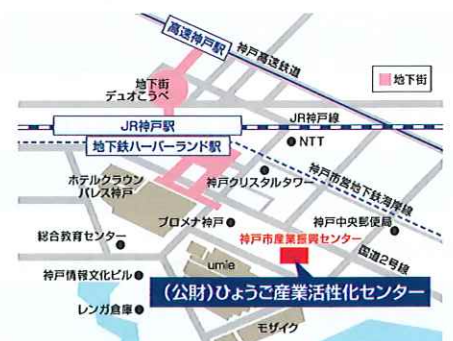 高速神戸駅
神戸高速鉄道
地下街
デュオこうべ
地下街
JR神戸駅
JR神戸線
地下鉄ハーバーランド駅
NTT
神戸市営地下鉄海岸線
ホテルクラウン
パレス神戸
神戸クリスタルタワー
プロメナ神戸
神戸中央郵便局
総合教育センター
神戸市産業振興センター
国道2号線
umie
神戸情報文化ビル
(公財)ひょうご産業活性化センター
レンガ倉庫
モザイク